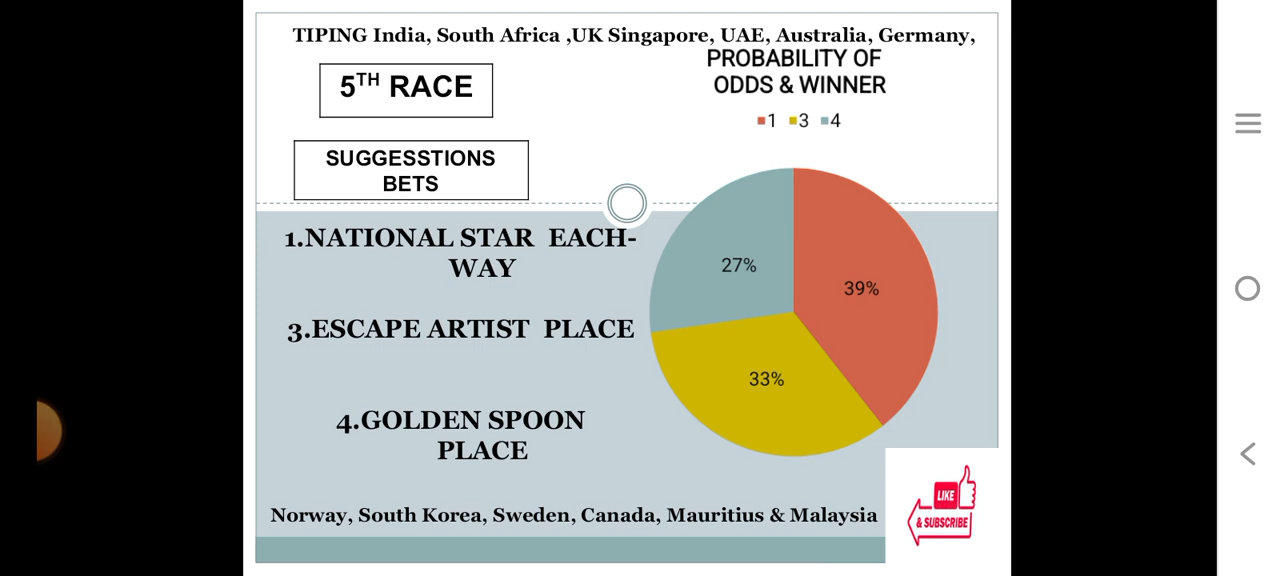 TIPING India, South Africa ,UK Singapore, UAE, Australia, Germany,
5TH RACE
PROBABILITY OF
ODDS & WINNER
1 3 4
SUGGESSTIONS
BETS
1.NATIONAL STAR EACH-
WAY
3.ESCAPE ARTIST PLACE
4.GOLDEN SPOON
PLACE
27%
39%
33%
Norway, South Korea, Sweden, Canada, Mauritius & Malaysia
LIKE
& SUBSCRIBE